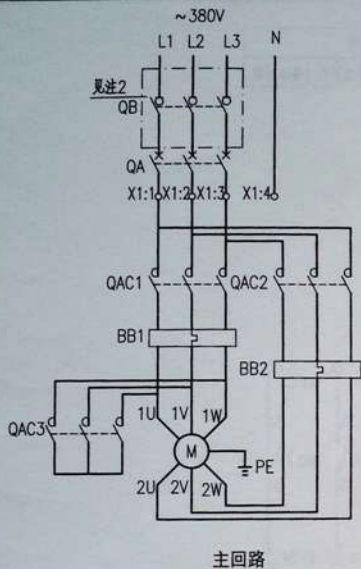 ~380V
L1 L2 L3 N
见注2
QB
QA
X1:1 X1:2 X1:3 X1:4
QAC1 QAC2
BB1
BB2
QAC3
1U 1V 1W
M
PE
2U 2V 2W
主回路